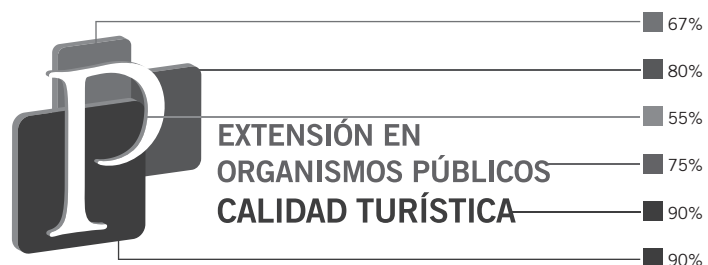 67%
80%
55%
75%
90%
90%
P
EXTENSIÓN EN
ORGANISMOS PÚBLICOS
CALIDAD TURÍSTICA